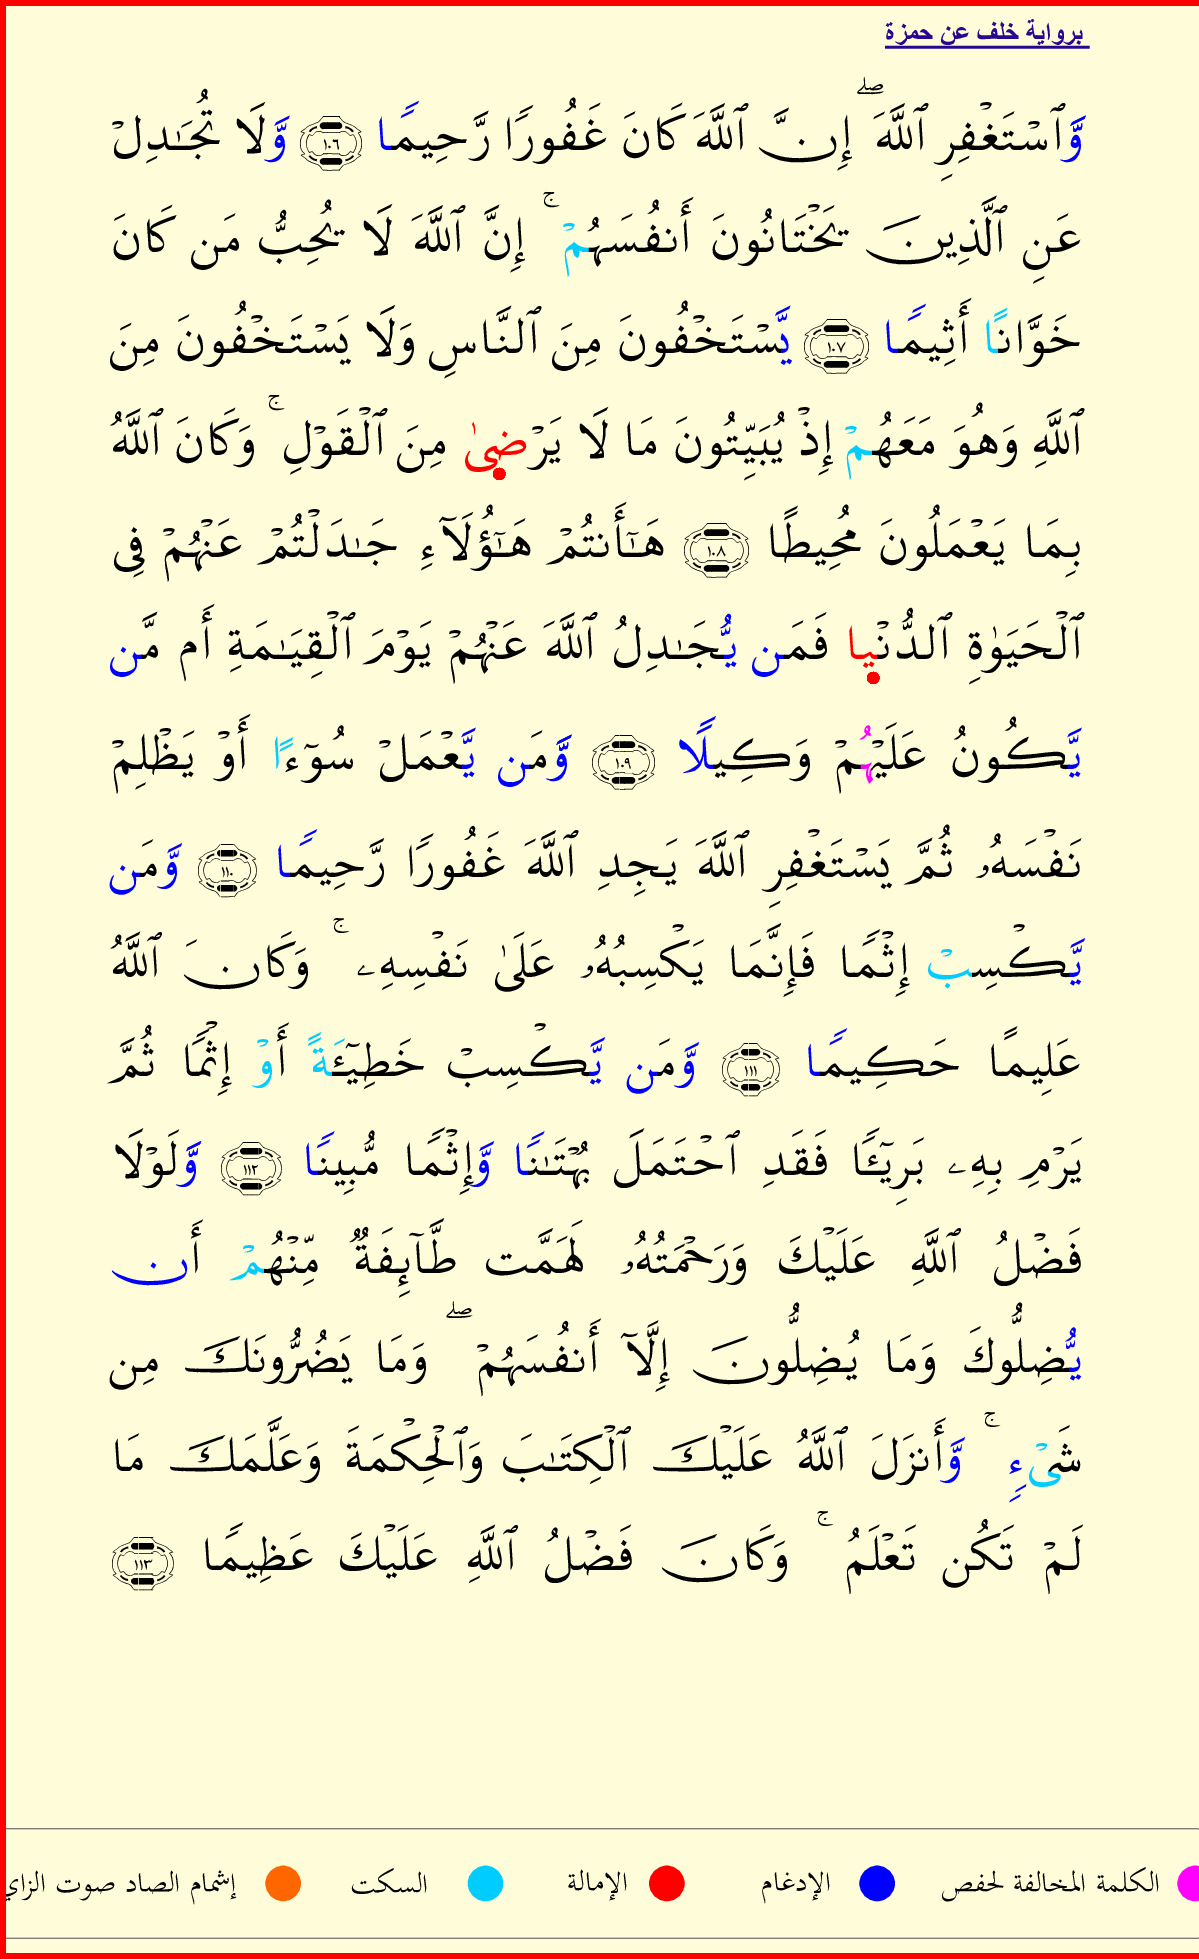 برواية خلف عن حمزة
وَّٱسْتَغْفِرِ ٱللَّهَ ۖ إِنَّ ٱللَّهَ كَانَ غَفُورًا رَّحِيمًا ١٠٦ وَّلَا تُجَـٰدِلْ
عَنِ ٱلَّذِينَ يَخْتَانُونَ أَنفُسَهُمْ ۚ إِنَّ ٱللَّهَ لَا يُحِبُّ مَن كَانَ
خَوَّانًا أَثِيمًا ١٠٧ يَّسْتَخْفُونَ مِنَ ٱلنَّاسِ وَلَا يَسْتَخْفُونَ مِنَ
ٱللَّهِ وَهُوَ مَعَهُمْ إِذْ يُبَيِّتُونَ مَا لَا يَرْضىٰ مِنَ ٱلْقَوْلِ ۚ وَكَانَ ٱللَّهُ
بِمَا يَعْمَلُونَ مُحِيطًا ١٠٨ هَـٰٓأَنتُمْ هَـٰٓؤُلَآءِ جَـٰدَلْتُمْ عَنْهُمْ فِى
ٱلْحَيَوٰةِ ٱلدُّنْيا فَمَن يُّجَـٰدِلُ ٱللَّهَ عَنْهُمْ يَوْمَ ٱلْقِيَـٰمَةِ أَم مَّن
يَّكُونُ عَلَيْهُمْ وَكِيلًا ١٠٩ وَّمَن يَّعْمَلْ سُوٓءًا أَوْ يَظْلِمْ
نَفْسَهُۥ ثُمَّ يَسْتَغْفِرِ ٱللَّهَ يَجِدِ ٱللَّهَ غَفُورًا رَّحِيمًا ١١٠ وَّمَن
يَّكْسِبْ إِثْمًا فَإِنَّمَا يَكْسِبُهُۥ عَلَىٰ نَفْسِهِۦ ۚ وَكَانَ ٱللَّهُ
عَلِيمًا حَكِيمًا ١١١ وَّمَن يَّكْسِبْ خَطِيٓـَٔةً أَوْ إِثْمًا ثُمَّ
يَرْمِ بِهِۦ بَرِيٓـًٔا فَقَدِ ٱحْتَمَلَ بُهْتَـٰنًا وَّإِثْمًا مُّبِينًا ١١٢ وَّلَوْلَا
فَضْلُ ٱللَّهِ عَلَيْكَ وَرَحْمَتُهُۥ لَهَمَّت طَّآئِفَةٌ مِّنْهُمْ أَن
يُّضِلُّوكَ وَمَا يُضِلُّونَ إِلَّآ أَنفُسَهُمْ ۖ وَمَا يَضُرُّونَكَ مِن
شَىْءٍ ۚ وَّأَنزَلَ ٱللَّهُ عَلَيْكَ ٱلْكِتَـٰبَ وَٱلْحِكْمَةَ وَعَلَّمَكَ مَا
لَمْ تَكُن تَعْلَمُ ۚ وَكَانَ فَضْلُ ٱللَّهِ عَلَيْكَ عَظِيمًا ١١٣
الكلمة المخالفة لحفص الإدغام الإمالة السكت إشمام الصاد صوت الزاي